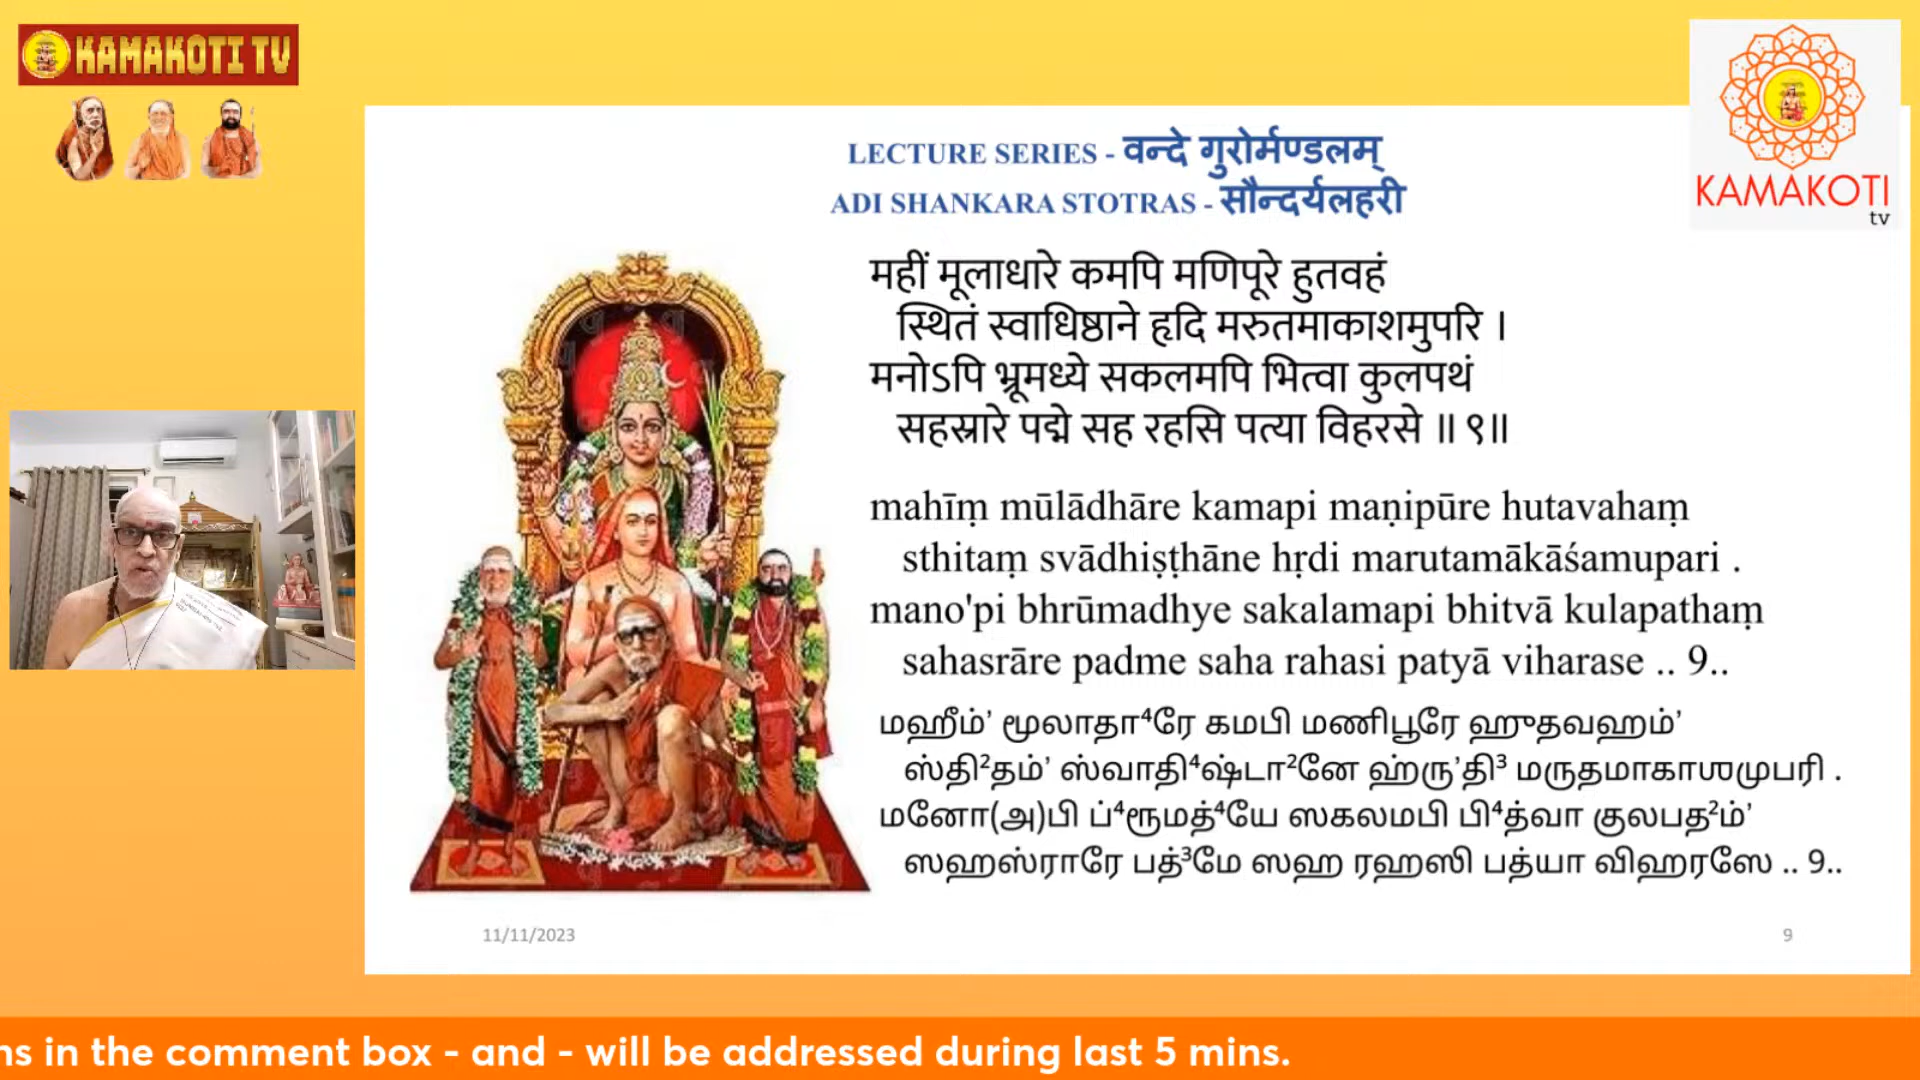 KAMAKOTI TV
KAMAKOTI
tv
LECTURE SERIES - वन्दे गुरोर्मण्डलम्
ADI SHANKARA STOTRAS - सौन्दर्यलहरी
महीं मूलाधारे कमपि मणिपूरे हुतवहं
स्थितं स्वाधिष्ठाने हृदि मरुतमाकाशमुपरि ।
मनोऽपि भ्रूमध्ये सकलमपि भित्वा कुलपथं
सहस्रारे पद्मे सह रहसि पत्या विहरसे ॥ ९॥
mahīṃ mūlādhāre kamapi maṇipūre hutavahaṃ
sthitaṃ svādhiṣṭhāne hṛdi marutamākāśamupari .
mano'pi bhrūmadhye sakalamapi bhitvā kulapathaṃ
sahasrāre padme saha rahasi patyā viharase .. 9..
மஹீம்’ மூலாதா⁴ரே கமபி மணிபூரே ஹுதவஹம்’
ஸ்தி²தம்’ ஸ்வாதி⁴ஷ்டா²னே ஹ்ரு’தி³ மருதமாகாஶமுபரி .
மனோ(அ)பி ப்⁴ரூமத்⁴யே ஸகலமபி பி⁴த்வா குலபத²ம்’
ஸஹஸ்ராரே பத்³மே ஸஹ ரஹஸி பத்யா விஹரஸே .. 9..
11/11/2023
9
ns in the comment box - and - will be addressed during last 5 mins.